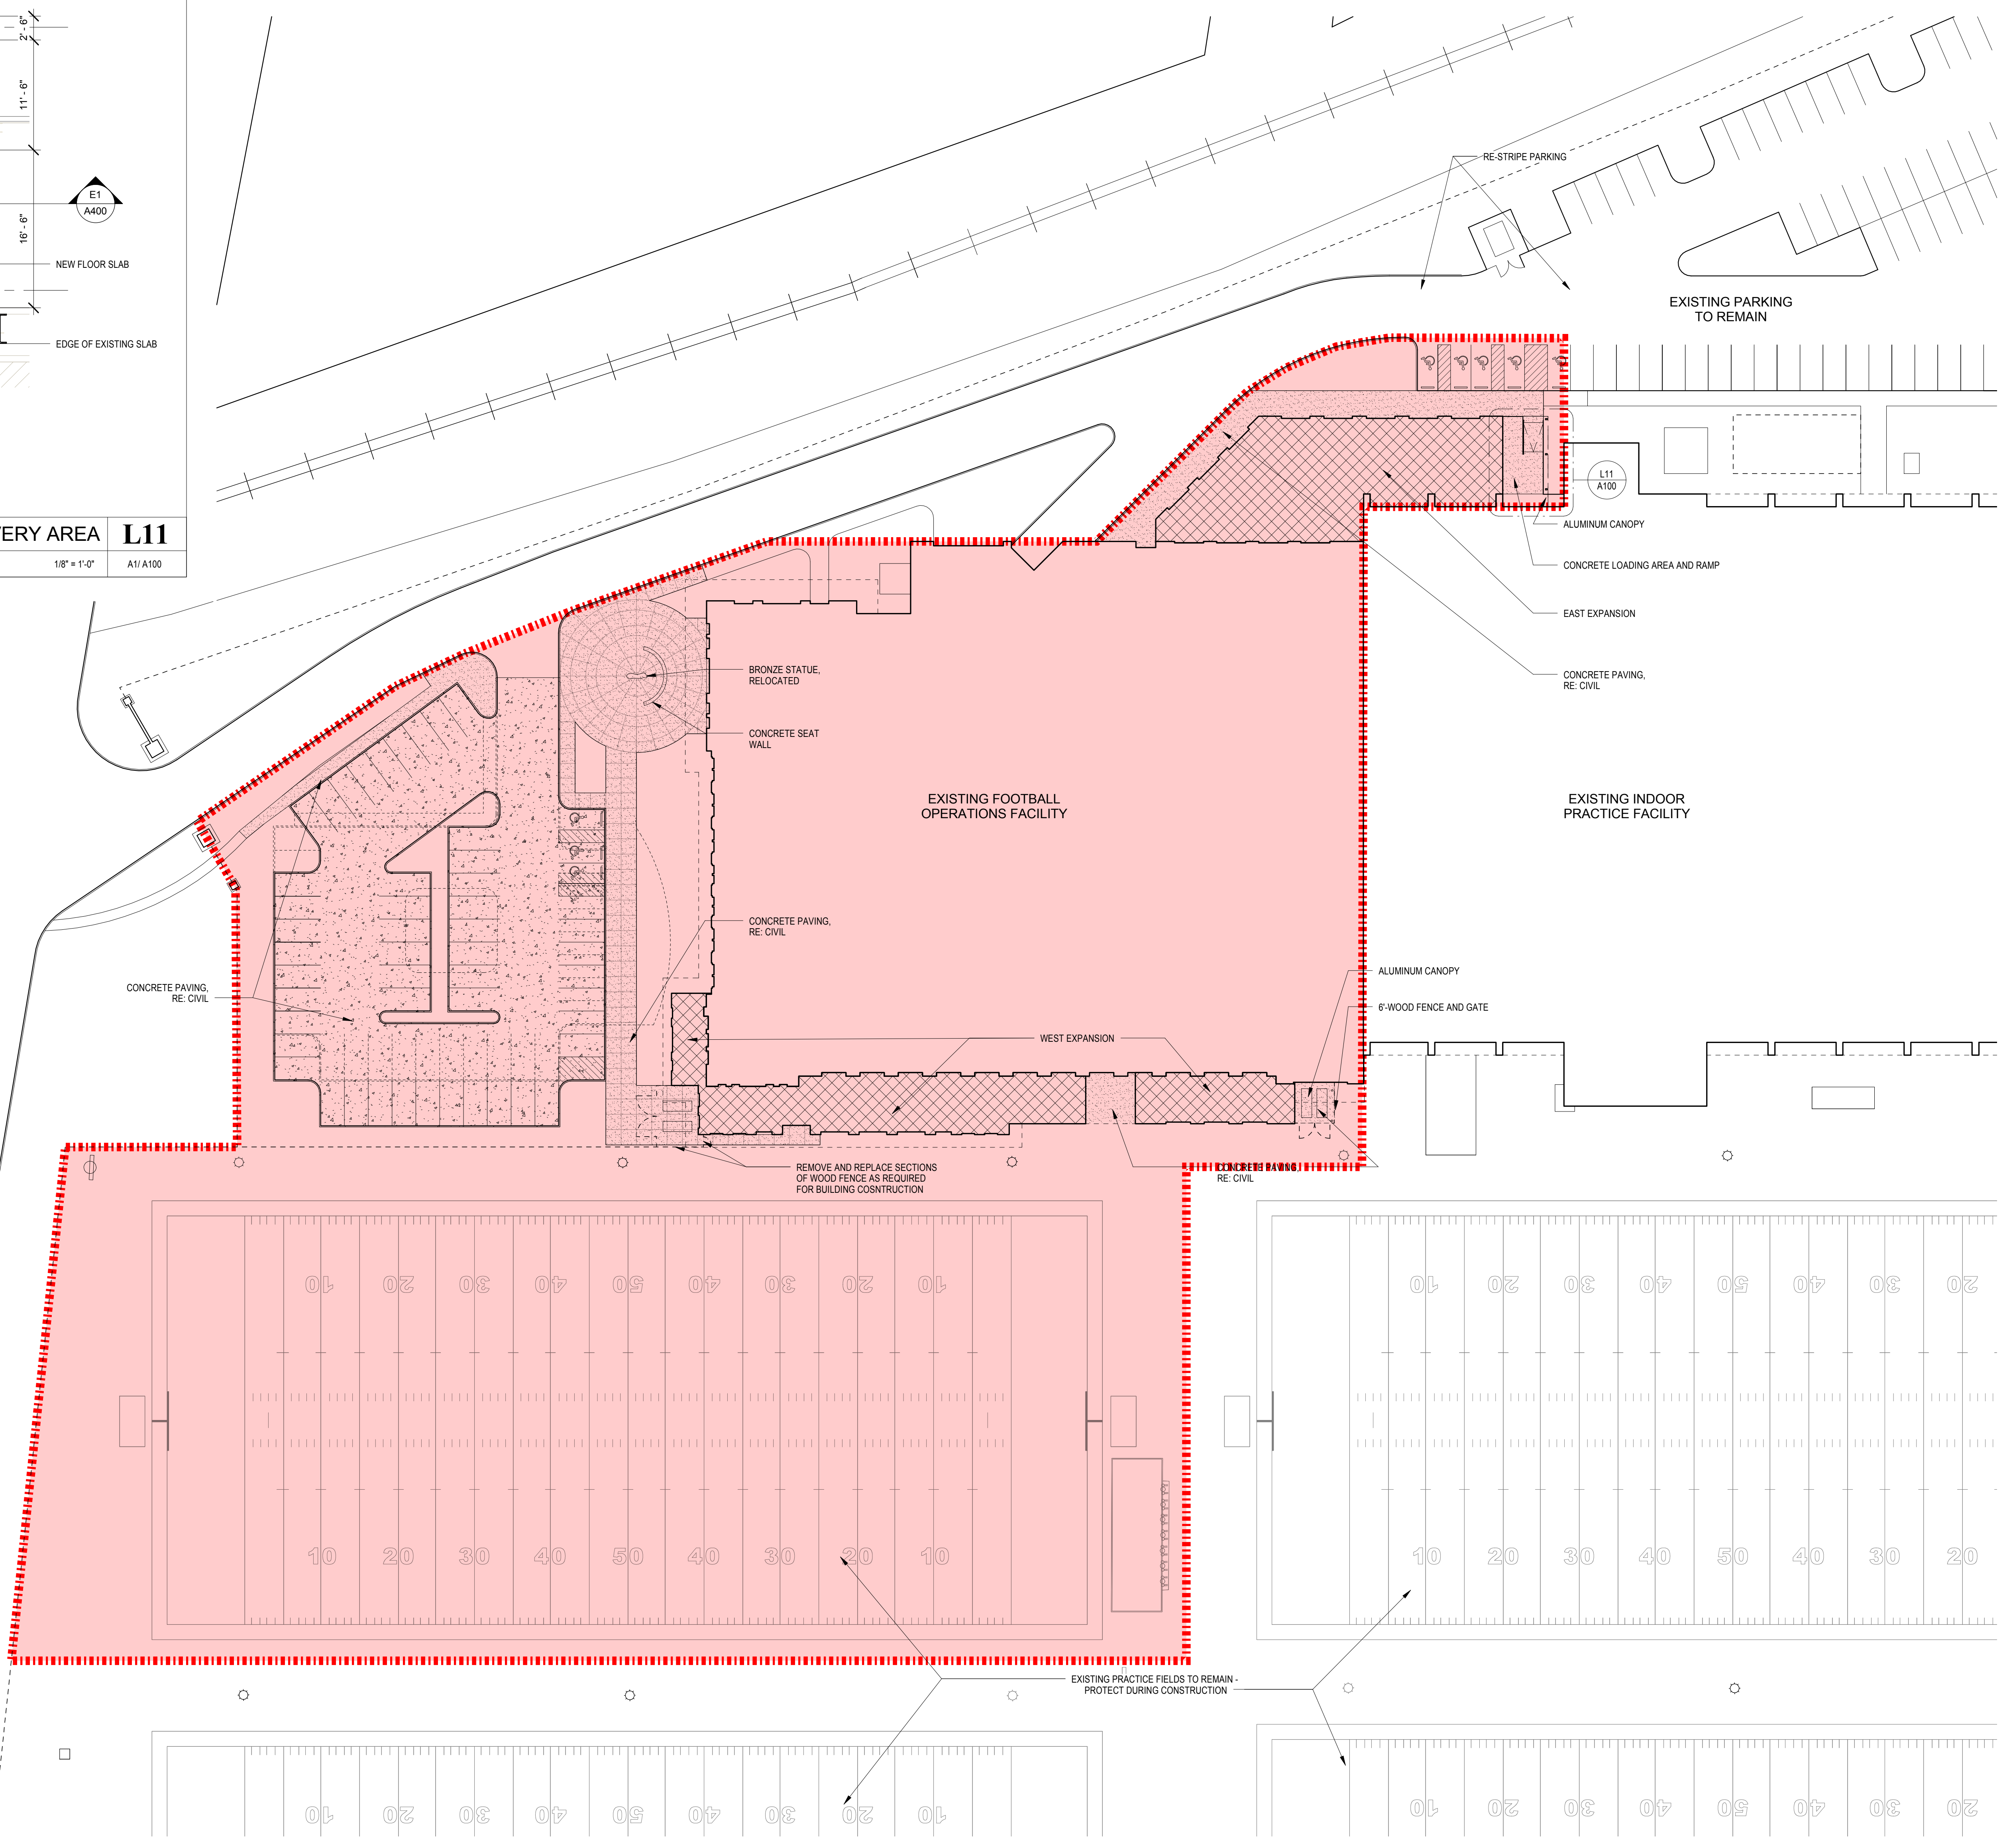 2' - 6"
11' - 6"
16' - 6"
E1
A400
NEW FLOOR SLAB
EDGE OF EXISTING SLAB
VERY AREA
L11
1/8" = 1'-0"
A1/ A100
RE-STRIPE PARKING
EXISTING PARKING
TO REMAIN
L11
A100
ALUMINUM CANOPY
CONCRETE LOADING AREA AND RAMP
EAST EXPANSION
CONCRETE PAVING,
RE: CIVIL
BRONZE STATUE,
RELOCATED
CONCRETE SEAT
WALL
EXISTING FOOTBALL
OPERATIONS FACILITY
EXISTING INDOOR
PRACTICE FACILITY
CONCRETE PAVING,
RE: CIVIL
CONCRETE PAVING,
RE: CIVIL
ALUMINUM CANOPY
6'-WOOD FENCE AND GATE
WEST EXPANSION
REMOVE AND REPLACE SECTIONS
OF WOOD FENCE AS REQUIRED
FOR BUILDING COSNTRUCTION
CONCRETE PAVING,
RE: CIVIL
10 20 30 40 50 40 30 20 10
10 20 30 40 50 40 30 20
10 20 30 40 50 40 30 20 10
10 20 30 40 50 40 30 20
EXISTING PRACTICE FIELDS TO REMAIN -
PROTECT DURING CONSTRUCTION
10 20 30 40 50 40 30 20 10
10 20 30 40 50 40 30 20